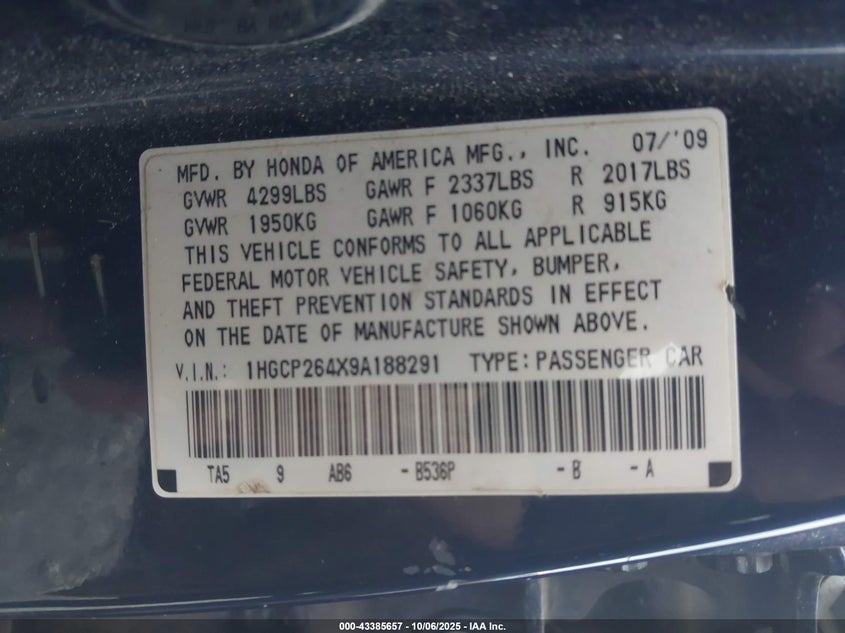 MFD. BY HONDA OF AMERICA MFG., INC. 07/'09
GVWR 4299LBS GAWR F 2337LBS R 2017LBS
GVWR 1950KG GAWR F 1060KG R 915KG
THIS VEHICLE CONFORMS TO ALL APPLICABLE
FEDERAL MOTOR VEHICLE SAFETY, BUMPER,
AND THEFT PREVENTION STANDARDS IN EFFECT
ON THE DATE OF MANUFACTURE SHOWN ABOVE.
V.I.N.: 1HGCP264X9A188291 TYPE: PASSENGER CAR
TA5 9 AB6 - B536P - B - A
000-43385657 - 10/06/2025 - IAA Inc.